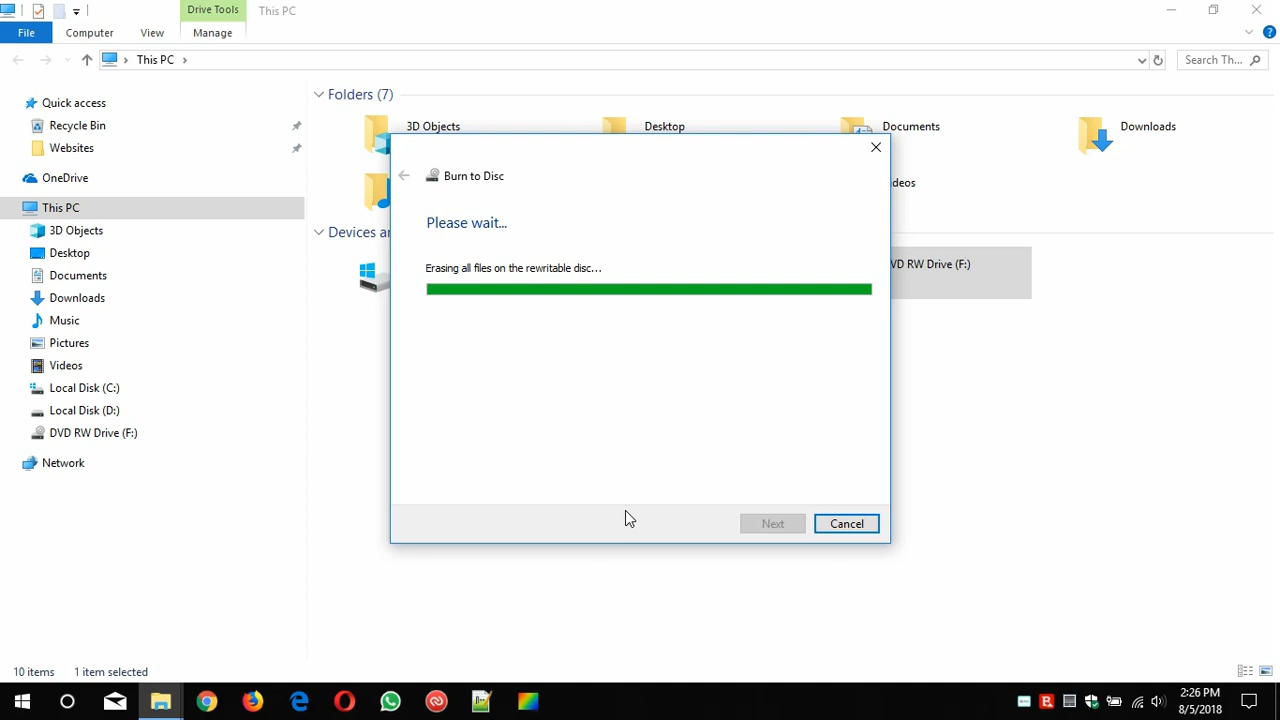 Drive Tools
This PC
File
Computer
View
Manage
This PC
Search Th...
Quick access
Recycle Bin
Websites
OneDrive
This PC
3D Objects
Desktop
Documents
Downloads
Music
Pictures
Videos
Local Disk (C:)
Local Disk (D:)
DVD RW Drive (F:)
Network
Folders (7)
3D Objects
Desktop
Documents
Downloads
deos
Devices an
VD RW Drive (F:)
Burn to Disc
Please wait...
Erasing all files on the rewritable disc...
Next
Cancel
10 items
1 item selected
2:26 PM
8/5/2018